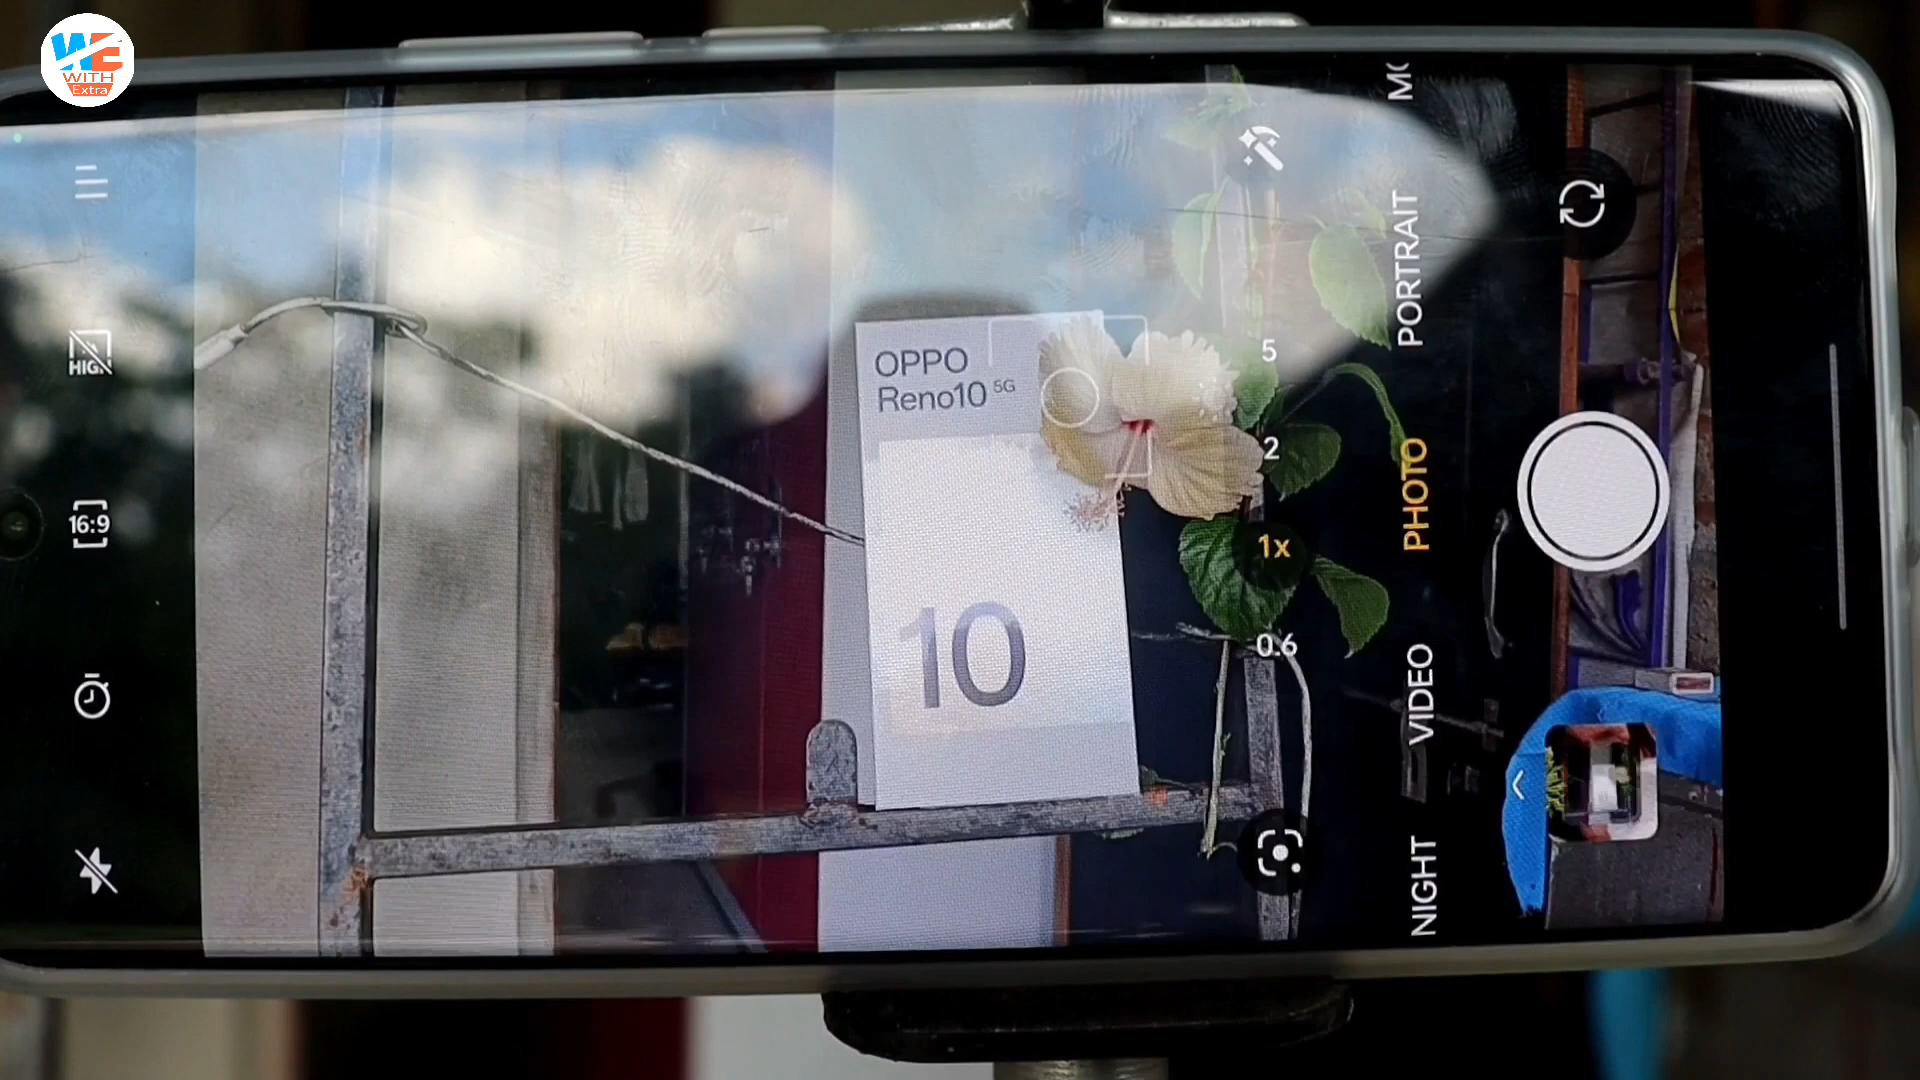 WE
WITH
Extra
HIGH
16:9
OPPO
Reno10 5G
10
5
2
1x
0.6
PORTRAIT
PHOTO
VIDEO
NIGHT